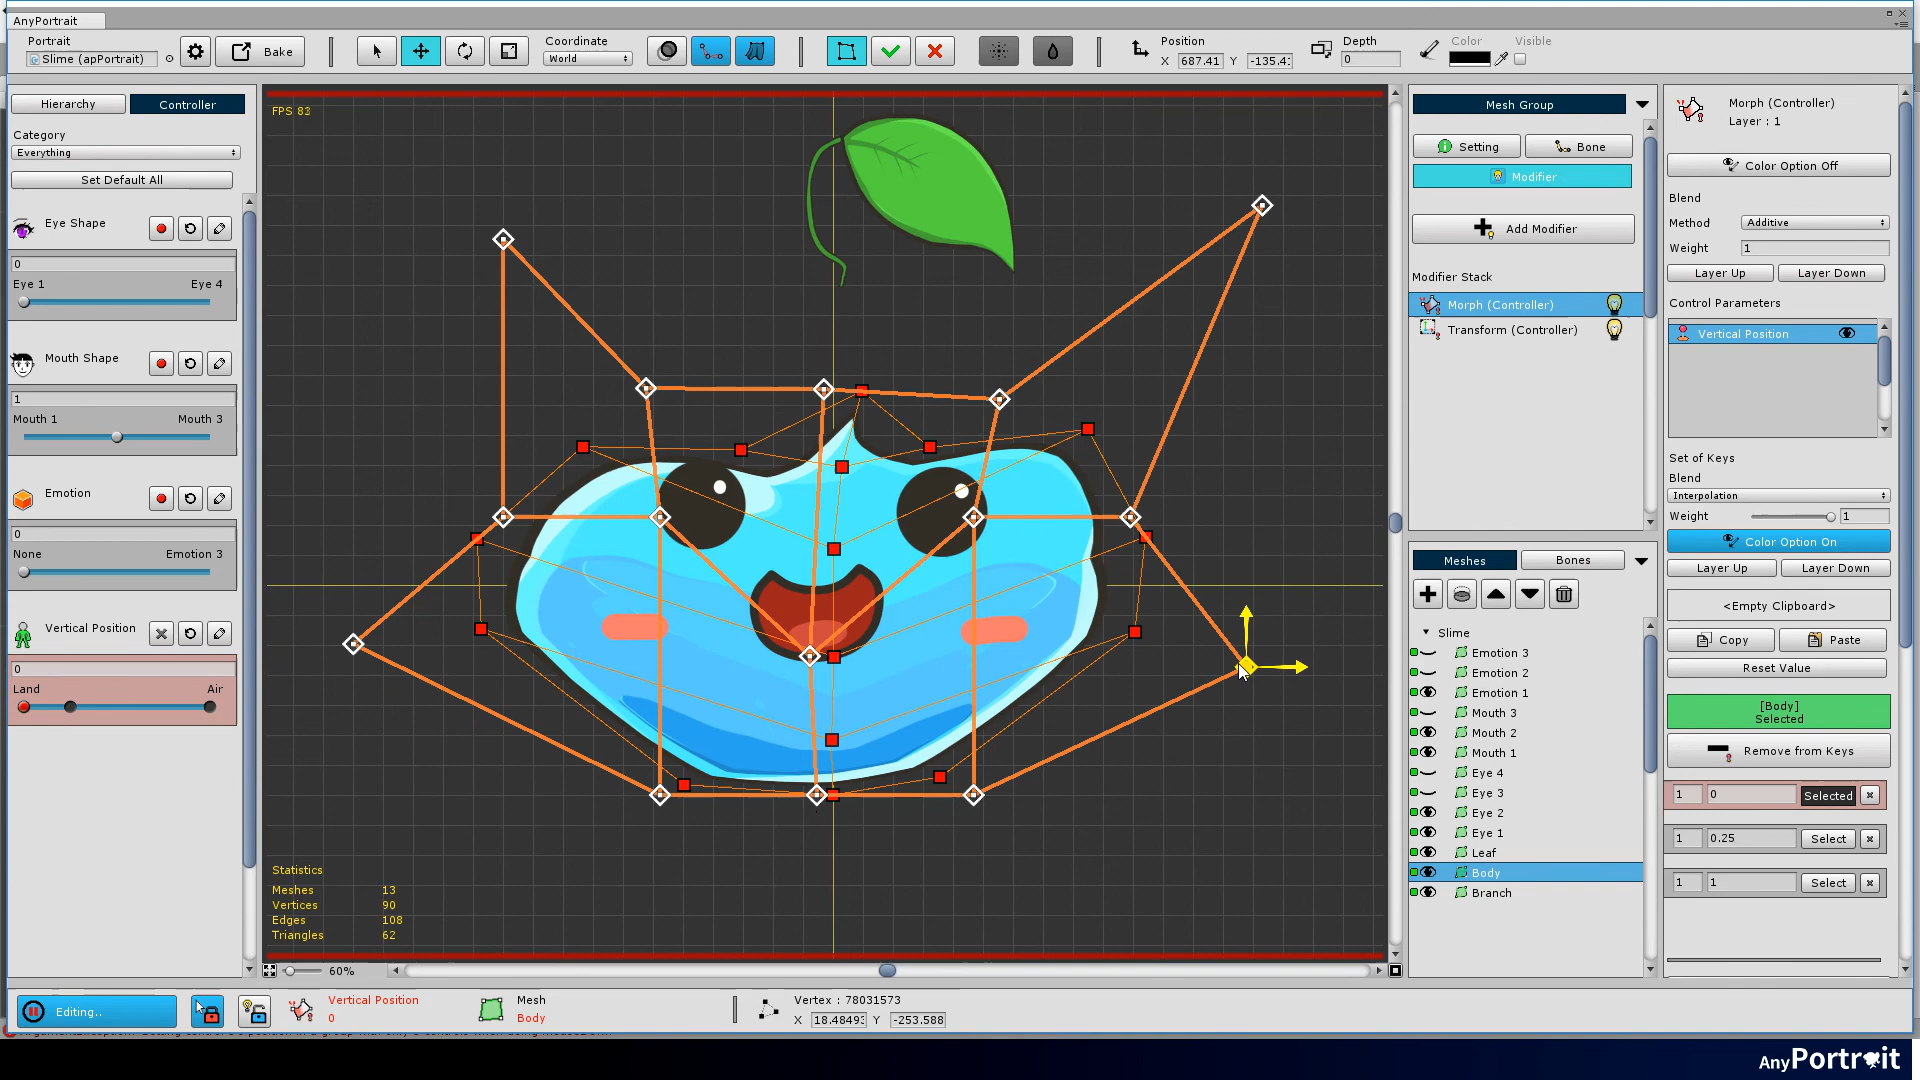 AnyPortrait
Portrait
Slime (apPortrait)
Bake
Coordinate
World
Position
X 687.41 Y -135.41
Depth
0
Color
Visible
Hierarchy
Controller
Category
Everything
Set Default All
Eye Shape
0
Eye 1
Eye 4
Mouth Shape
1
Mouth 1
Mouth 3
Emotion
0
None
Emotion 3
Vertical Position
0
Land
Air
FPS 83
Statistics
Meshes 13
Vertices 90
Edges 108
Triangles 62
60%
Mesh Group
Setting
Bone
Modifier
Add Modifier
Modifier Stack
Morph (Controller)
Transform (Controller)
Meshes
Bones
Slime
Emotion 3
Emotion 2
Emotion 1
Mouth 3
Mouth 2
Mouth 1
Eye 4
Eye 3
Eye 2
Eye 1
Leaf
Body
Branch
Morph (Controller)
Layer : 1
Color Option Off
Blend
Method Additive
Weight 1
Layer Up
Layer Down
Control Parameters
Vertical Position
Set of Keys
Blend
Interpolation
Weight 1
Color Option On
Layer Up
Layer Down
<Empty Clipboard>
Copy
Paste
Reset Value
[Body]
Selected
Remove from Keys
1 0 Selected
1 0.25 Select
1 1 Select
Editing..
Vertical Position
0
Mesh
Body
Vertex : 78031573
X 18.4849 Y -253.588
AnyPortrait